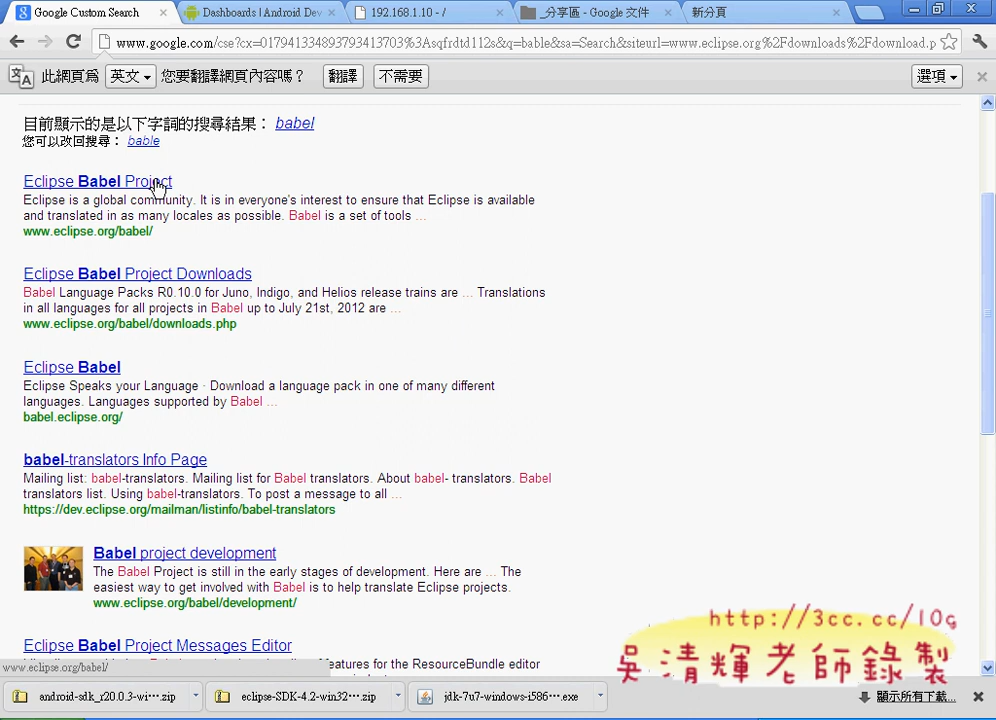 Google Custom Search
Dashboards | Android Dev
192.168.1.10 - /
_分享區 - Google 文件
新分頁
www.google.com/cse?cx=017941334893793413703%3Asqfrdtd112s&q=bable&sa=Search&siteurl=www.eclipse.org%2Fdownloads%2Fdownload.p
此網頁為 英文 您要翻譯網頁內容嗎？ 翻譯 不需要 選項
目前顯示的是以下字詞的搜尋結果： babel
您可以改回搜尋： bable
Eclipse Babel Project
Eclipse is a global community. It is in everyone's interest to ensure that Eclipse is available
and translated in as many locales as possible. Babel is a set of tools ...
www.eclipse.org/babel/
Eclipse Babel Project Downloads
Babel Language Packs R0.10.0 for Juno, Indigo, and Helios release trains are ... Translations
in all languages for all projects in Babel up to July 21st, 2012 are ...
www.eclipse.org/babel/downloads.php
Eclipse Babel
Eclipse Speaks your Language · Download a language pack in one of many different
languages. Languages supported by Babel ...
babel.eclipse.org/
babel-translators Info Page
Mailing list: babel-translators. Mailing list for Babel translators. About babel- translators. Babel
translators list. Using babel-translators. To post a message to all ...
https://dev.eclipse.org/mailman/listinfo/babel-translators
Babel project development
The Babel Project is still in the early stages of development. Here are ... The
easiest way to get involved with Babel is to help translate Eclipse projects.
www.eclipse.org/babel/development/
Eclipse Babel Project Messages Editor
features for the ResourceBundle editor
www.eclipse.org/babel/
http://3cc.cc/10g
吳清輝老師錄製
android-sdk_r20.0.3-wi···.zip
eclipse-SDK-4.2-win32···.zip
jdk-7u7-windows-i586···.exe
顯示所有下載...